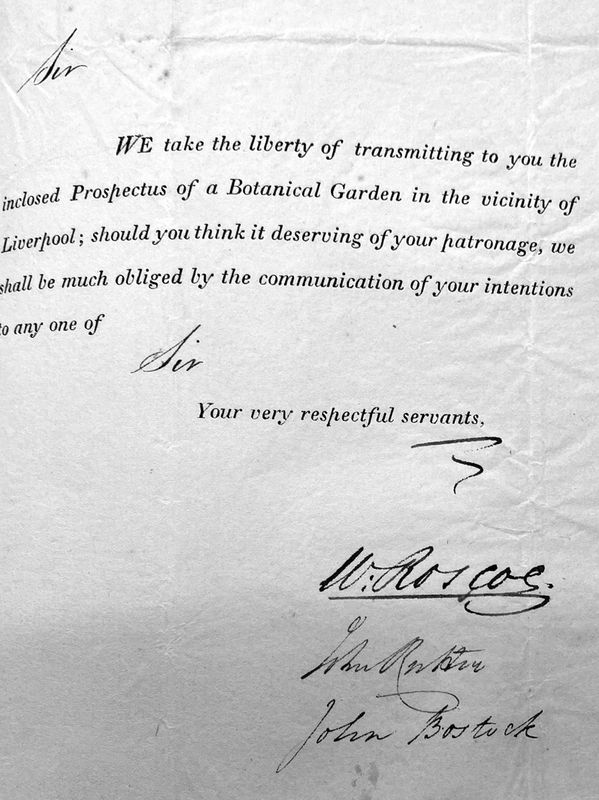 Sir
WE take the liberty of transmitting to you the
inclosed Prospectus of a Botanical Garden in the vicinity of
Liverpool; should you think it deserving of your patronage, we
shall be much obliged by the communication of your intentions
to any one of
Sir
Your very respectful servants,
W. Roscoe.
John
John Bostock